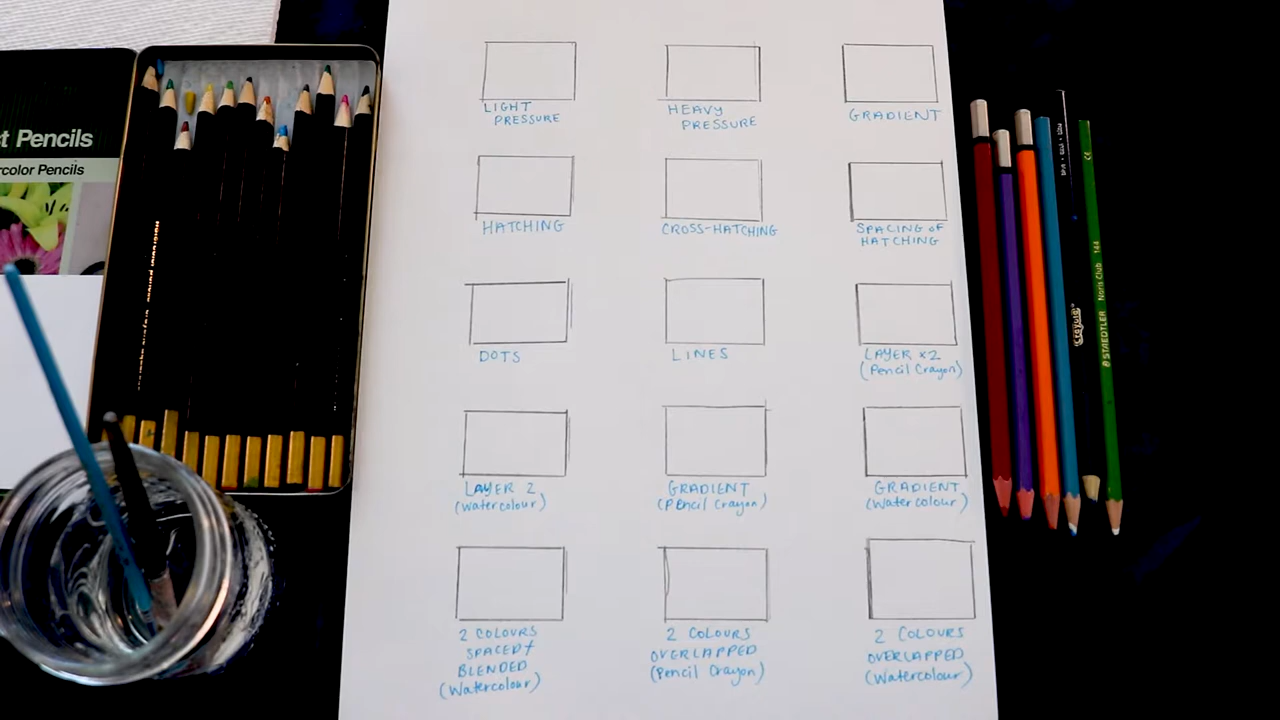 t Pencils
rcolor Pencils
LIGHT
PRESSURE
HEAVY
PRESSURE
GRADIENT
HATCHING
CROSS-HATCHING
SPACING OF
HATCHING
DOTS
LINES
LAYER x2
(Pencil Crayon)
LAYER 2
(Watercolour)
GRADIENT
(Pencil Crayon)
GRADIENT
(Watercolour)
2 COLOURS
SPACED +
BLENDED
(Watercolour)
2 COLOURS
OVERLAPPED
(Pencil Crayon)
2 COLOURS
OVERLAPPED
(Watercolour)
Crayola
STAEDTLER Noris Club 144